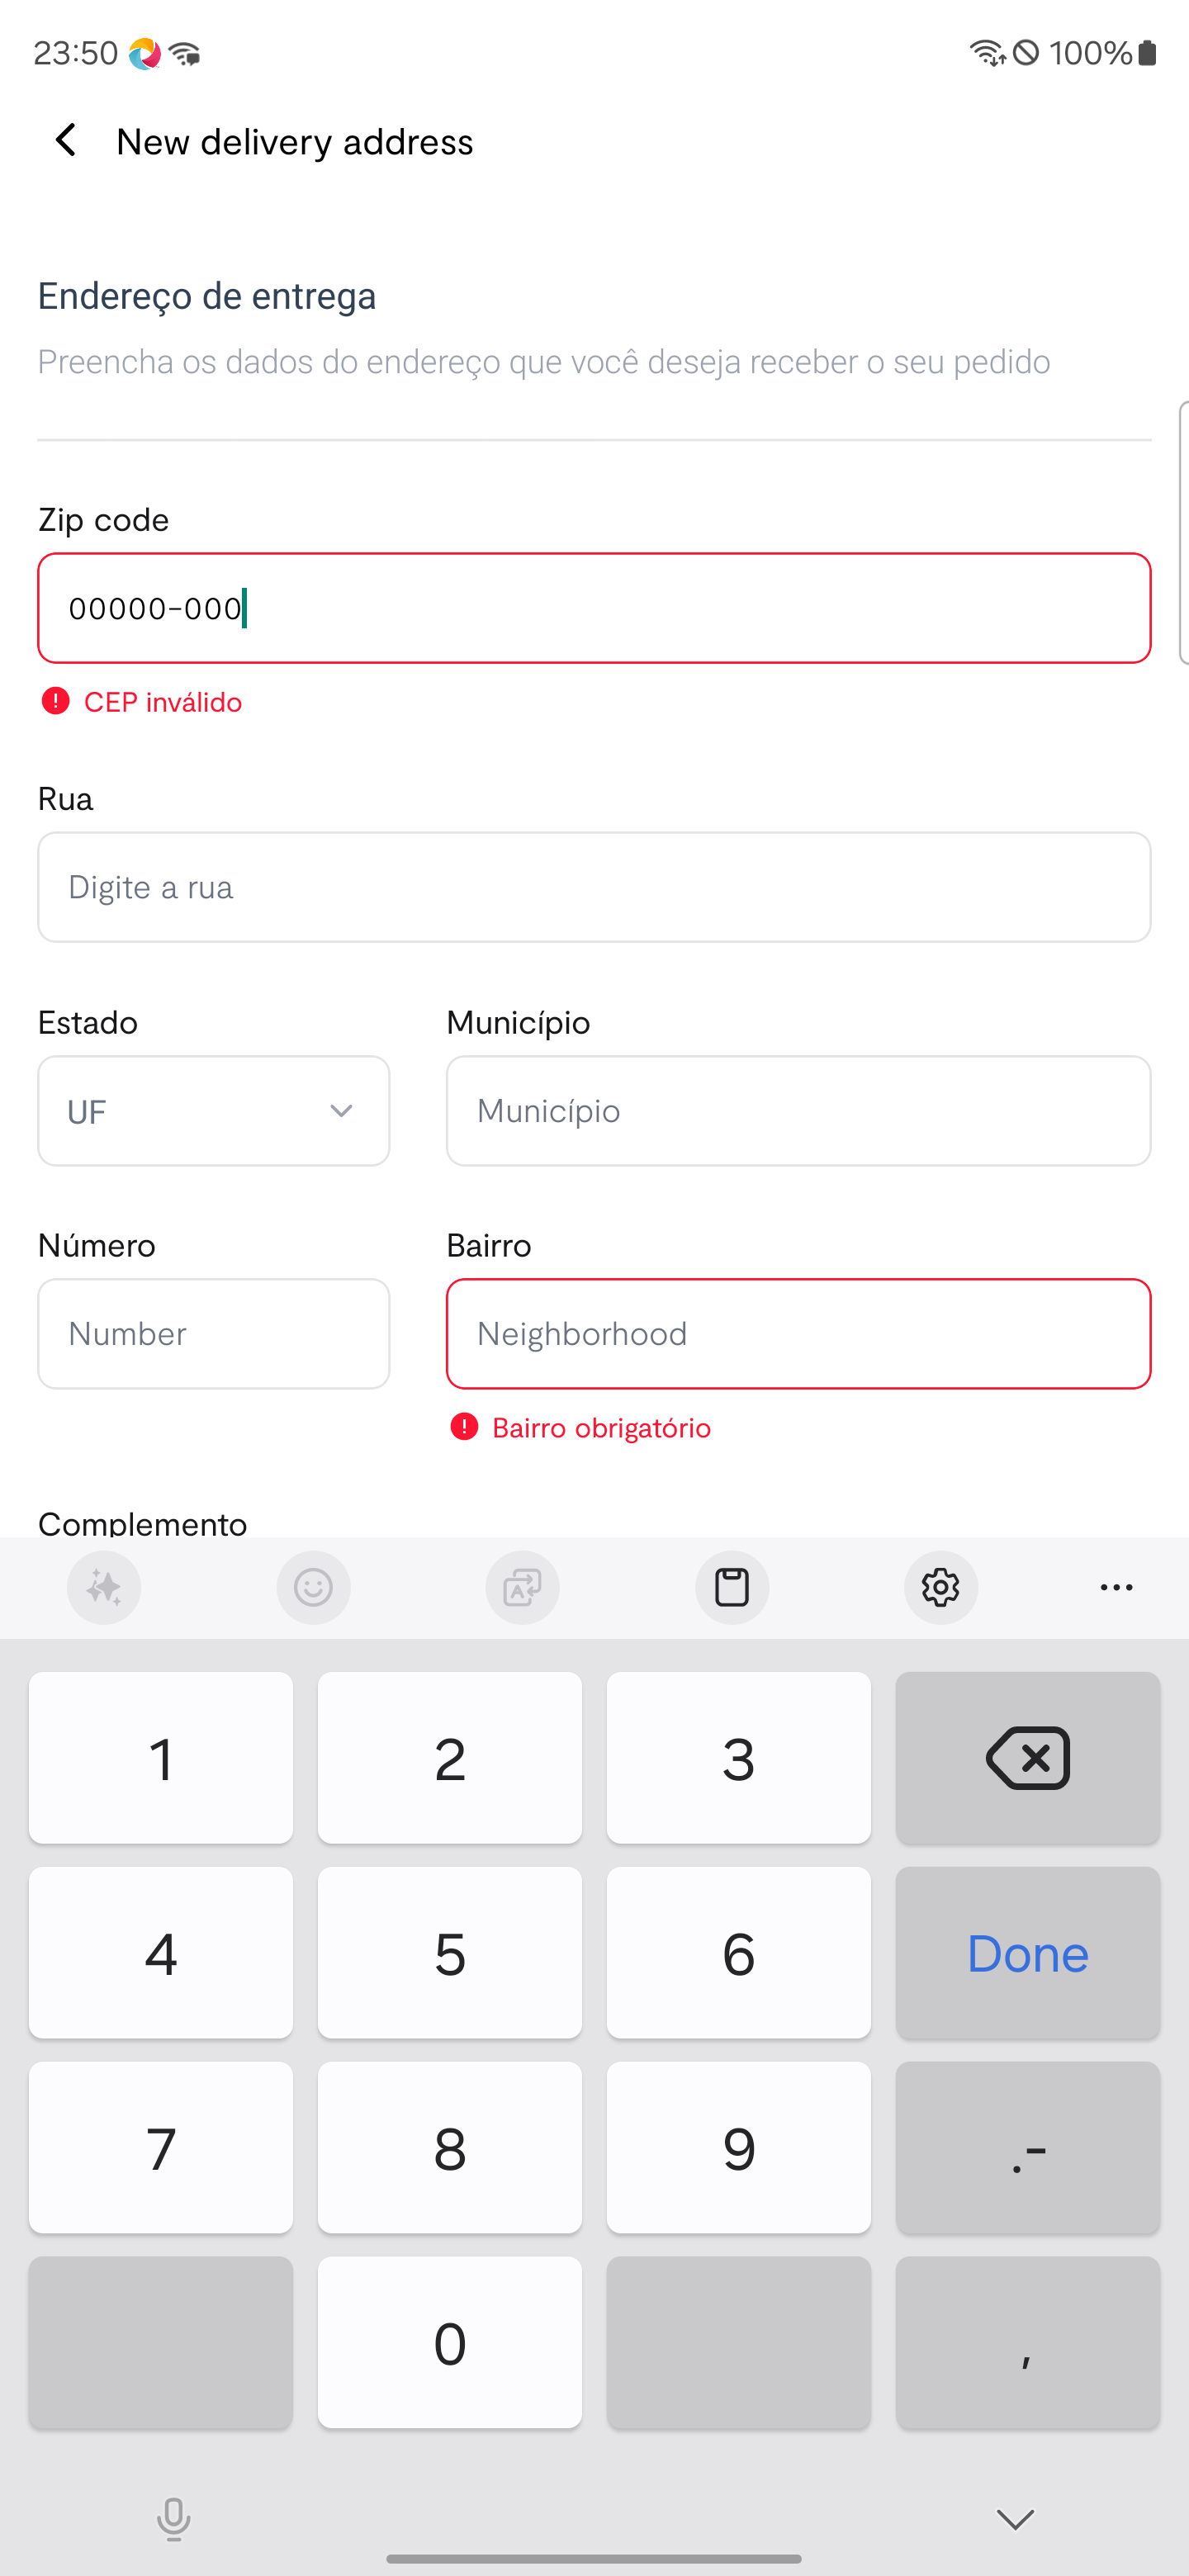 23:50 100%
New delivery address
Endereço de entrega
Preencha os dados do endereço que você deseja receber o seu pedido
Zip code
00000-000
CEP inválido
Rua
Digite a rua
Estado Município
UF Município
Número Bairro
Number Neighborhood
Bairro obrigatório
Complemento
1 2 3
4 5 6 Done
7 8 9 .-
0 ,